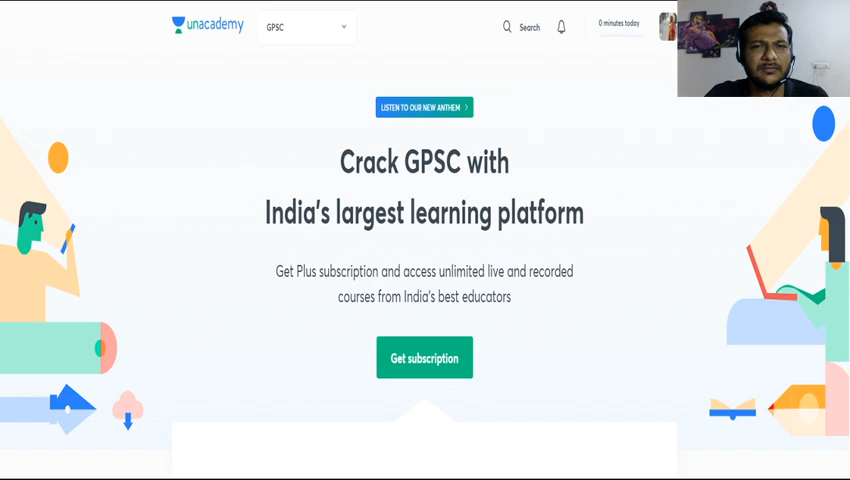 unacademy
GPSC
Search
0 minutes today
LISTEN TO OUR NEW ANTHEM
Crack GPSC with
India's largest learning platform
Get Plus subscription and access unlimited live and recorded
courses from India's best educators
Get subscription